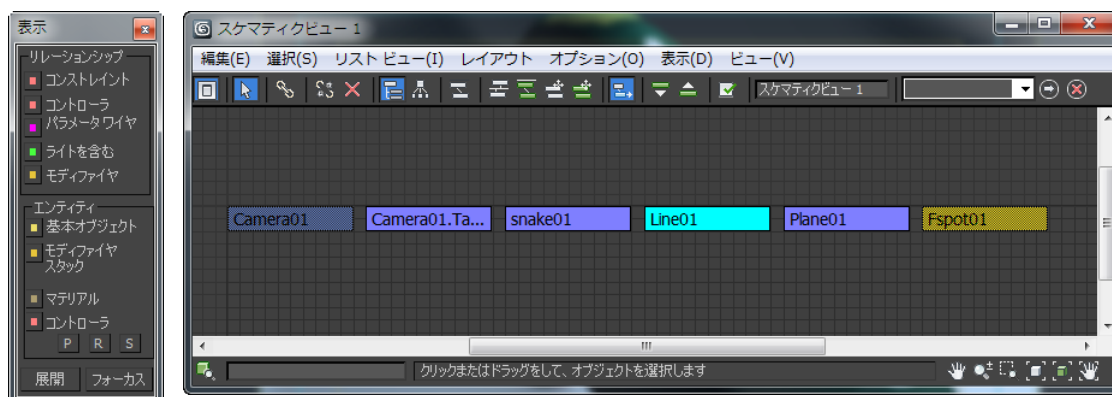 表示
リレーションシップ
コンストレイント
コントローラ
パラメータ ワイヤ
ライトを含む
モディファイヤ
エンティティ
基本オブジェクト
モディファイヤ
スタック
マテリアル
コントローラ
P R S
展開 フォーカス
スケマティクビュー 1
編集(E) 選択(S) リスト ビュー(I) レイアウト オプション(O) 表示(D) ビュー(V)
スケマティクビュー 1
Camera01 Camera01.Ta... snake01 Line01 Plane01 Fspot01
クリックまたはドラッグをして、オブジェクトを選択します